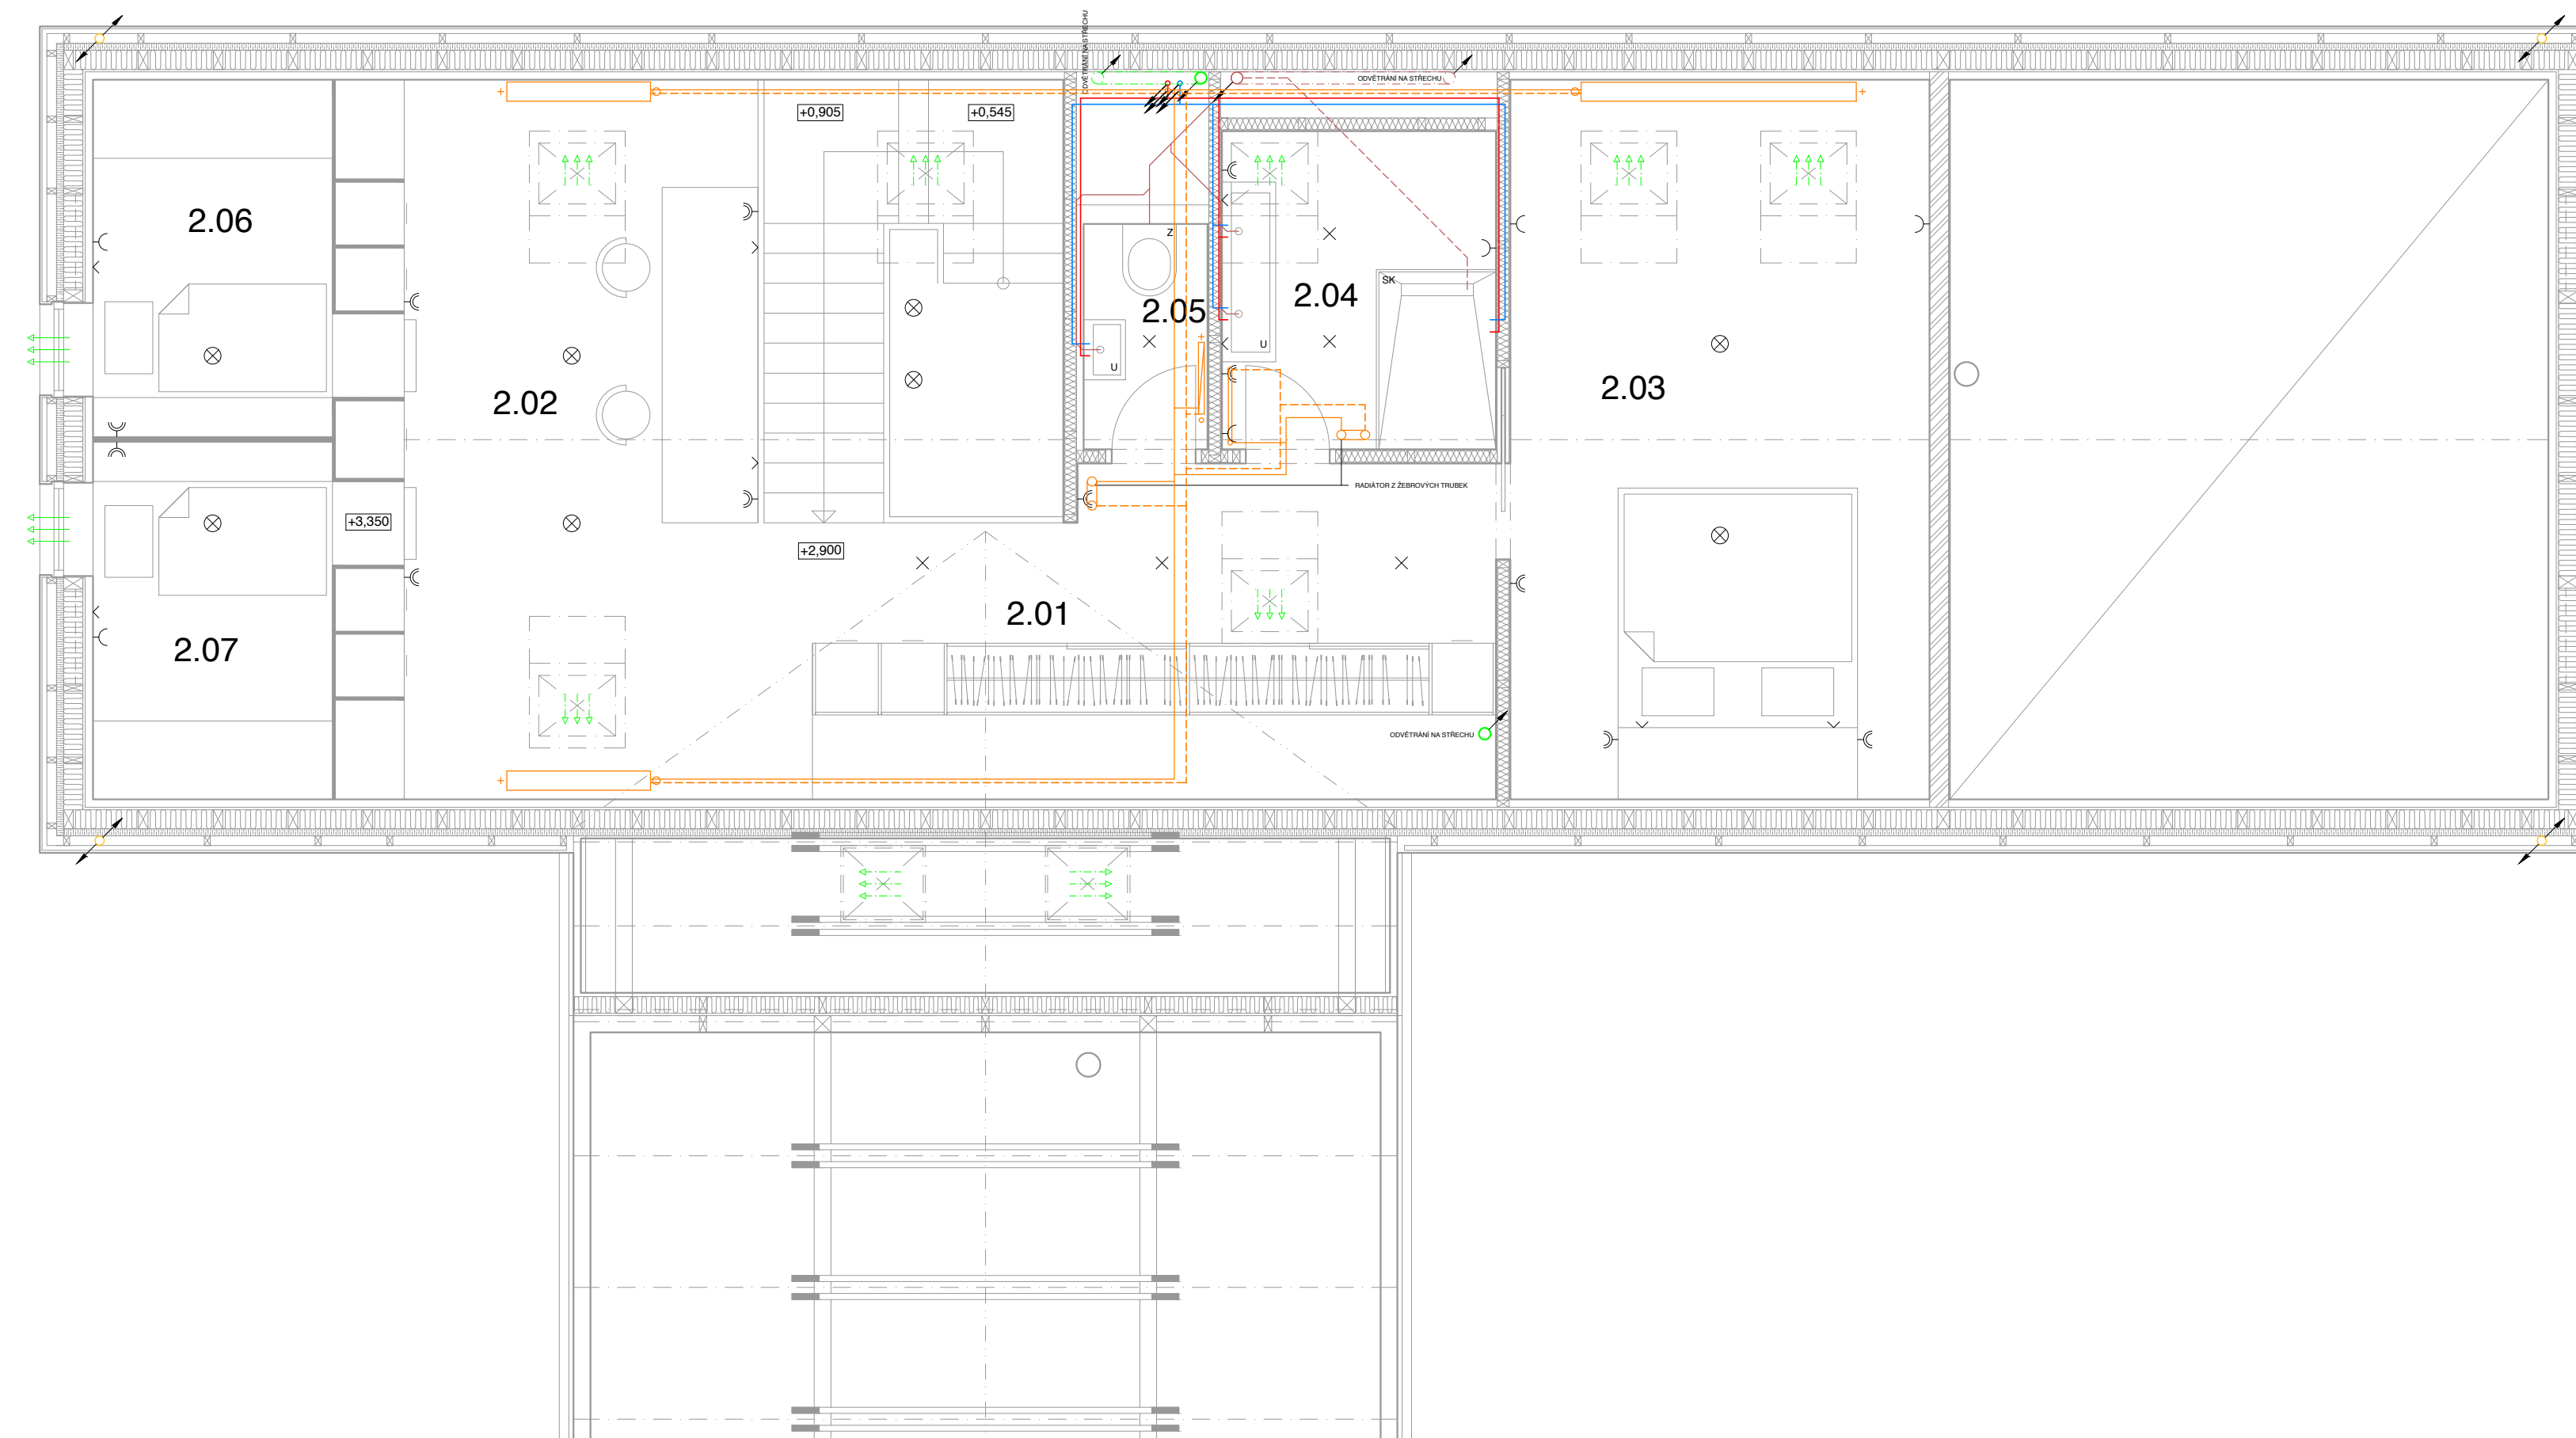 ODVĚTRÁNÍ NA STŘECHU
ODVĚTRÁNÍ NA STŘECHU
+0,905
+0,545
2.06
Z
SK
2.04
2.05
U
U
2.03
2.02
RADIÁTOR Z ŽEBROVÝCH TRUBEK
+3,350
+2,900
2.01
2.07
ODVĚTRÁNÍ NA STŘECHU